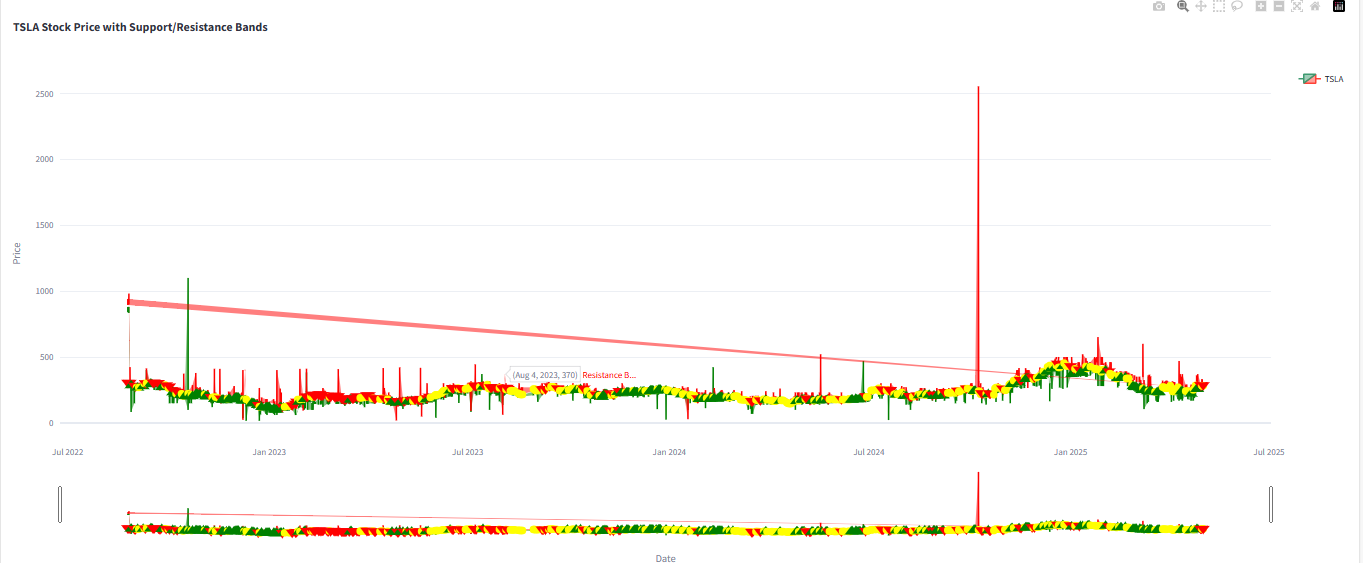 TSLA Stock Price with Support/Resistance Bands
TSLA
2500
2000
1500
1000
500
0
Price
(Aug 4, 2023, 370) Resistance B...
Jul 2022 Jan 2023 Jul 2023 Jan 2024 Jul 2024 Jan 2025 Jul 2025
Date